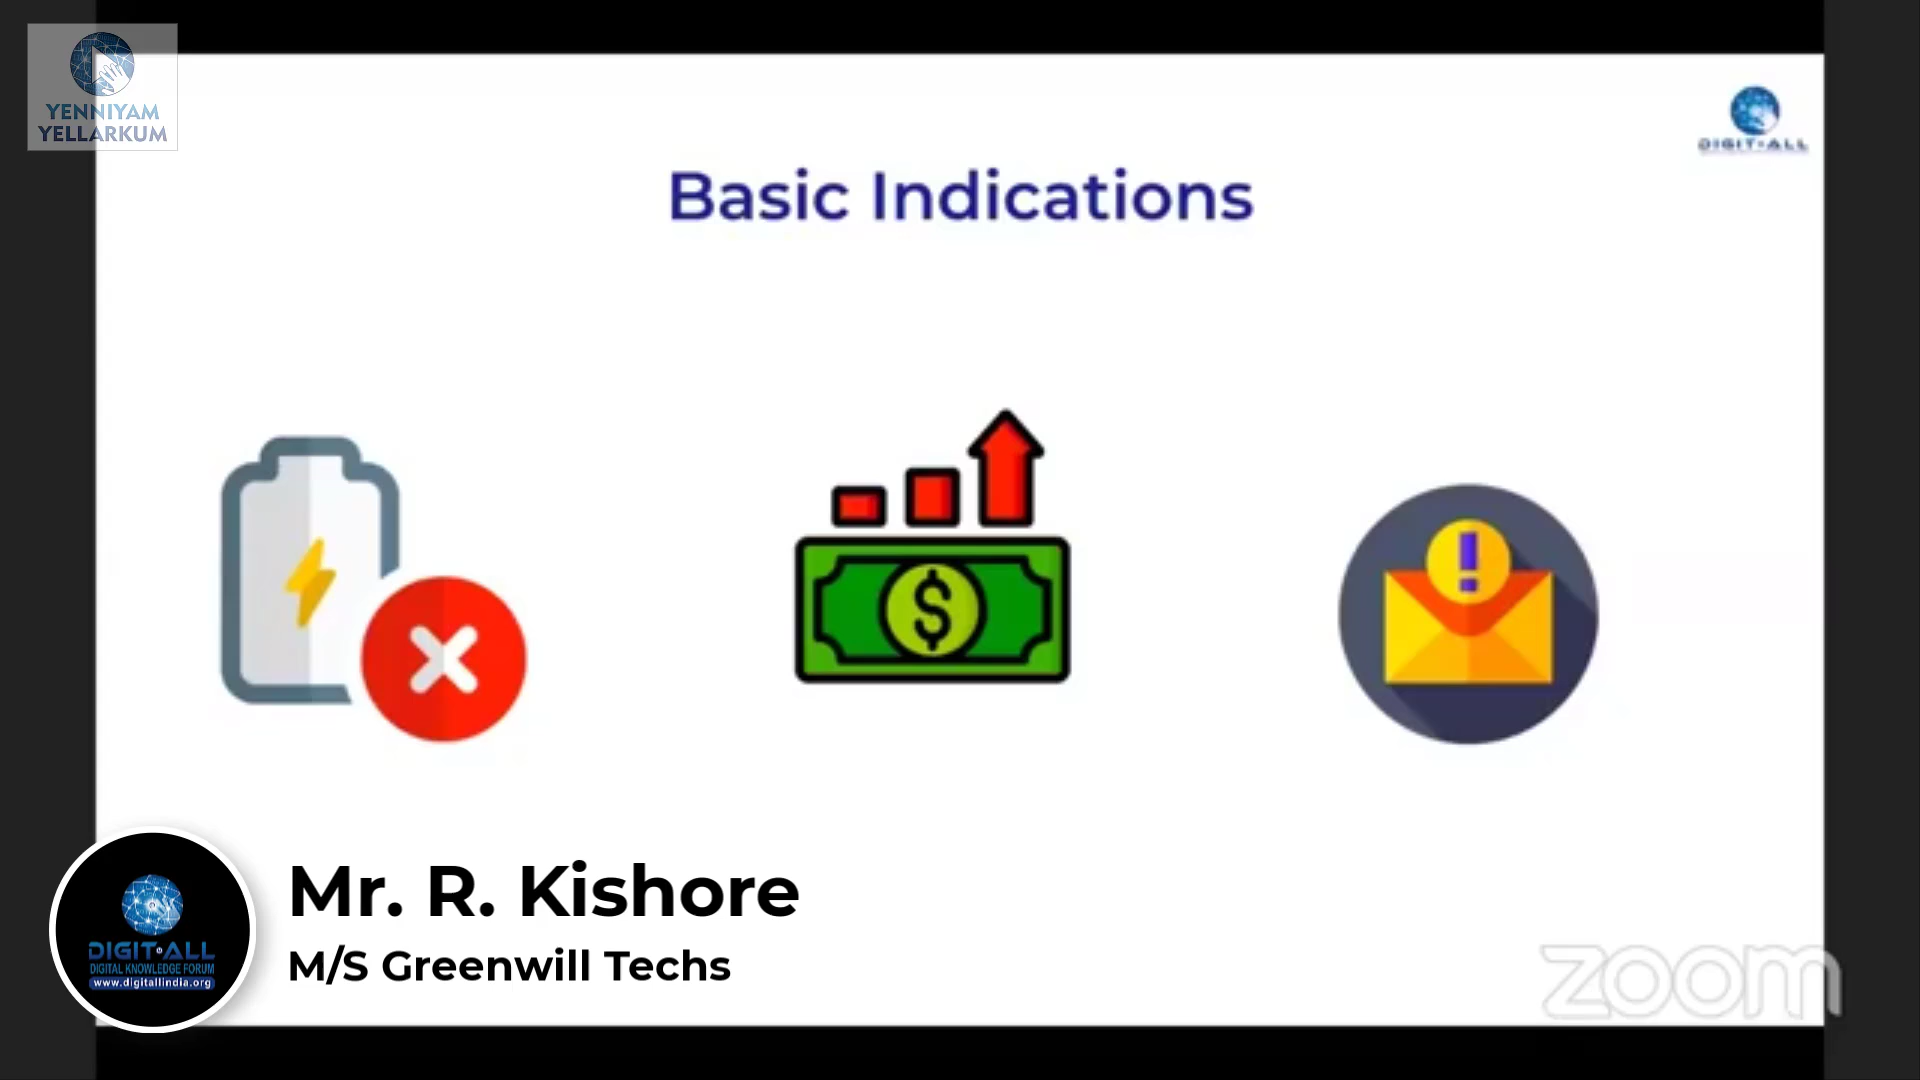 YENNIYAM
YELLARKUM
DIGIT-ALL
Basic Indications
$
!
Mr. R. Kishore
M/S Greenwill Techs
DIGIT-ALL
DIGITAL KNOWLEDGE FORUM
www.digitallindia.org
zoom